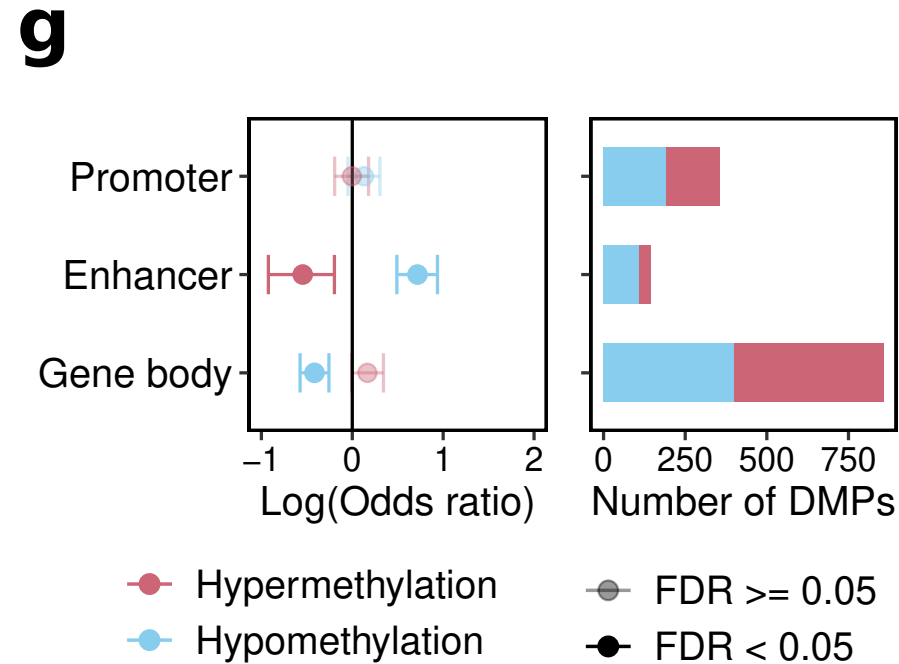 g
Promoter
Enhancer
Gene body
−1 0 1 2
0 250 500 750
Log(Odds ratio)
Number of DMPs
Hypermethylation
Hypomethylation
FDR >= 0.05
FDR < 0.05